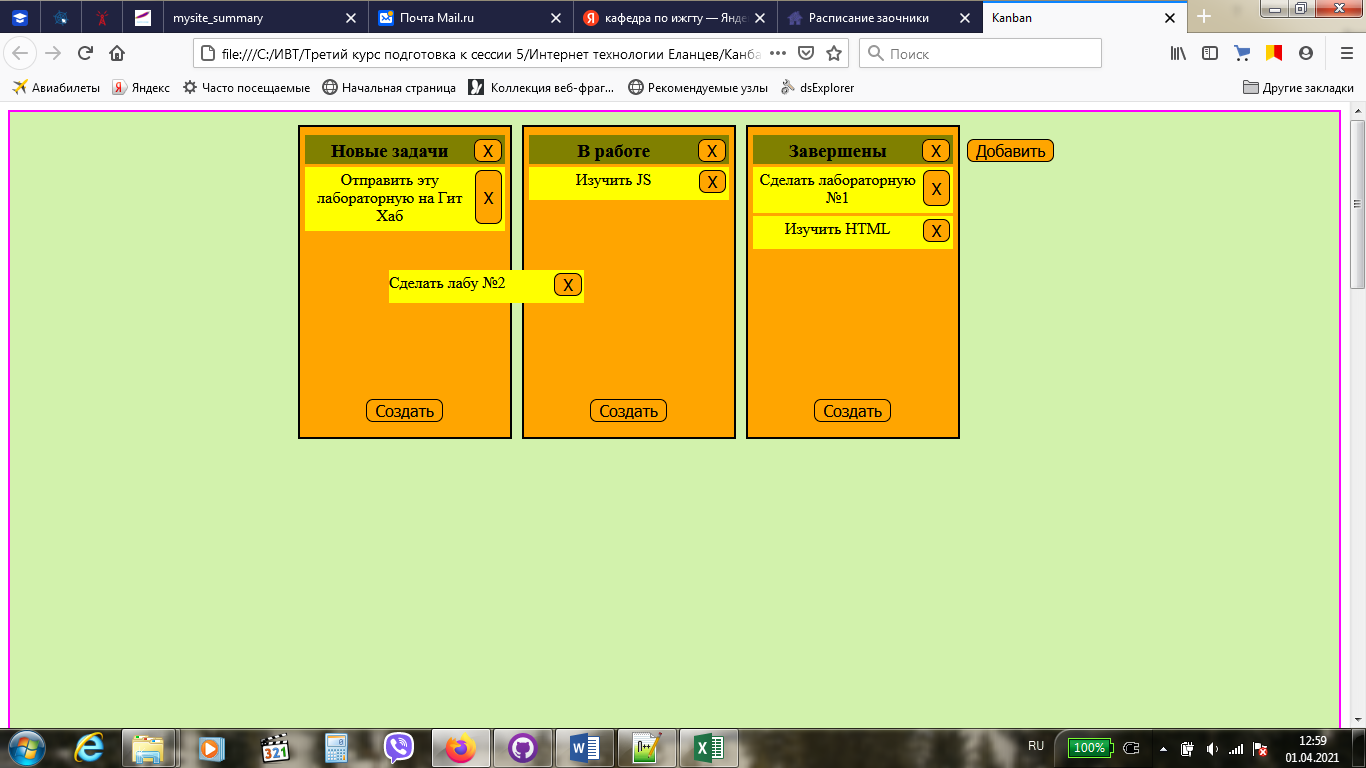 mysite_summary
Почта Mail.ru
кафедра по ижгту — Янде
Расписание заочники
Kanban
file:///C:/ИВТ/Третий курс подготовка к сессии 5/Интернет технологии Еланцев/Канба
Поиск
Авиабилеты
Яндекс
Часто посещаемые
Начальная страница
Коллекция веб-фраг...
Рекомендуемые узлы
dsExplorer
Другие закладки
Новые задачи X
Отправить эту
лабораторную на Гит
Хаб
X
Сделать лабу №2 X
Создать
В работе X
Изучить JS X
Создать
Завершены X
Сделать лабораторную
№1
X
Изучить HTML X
Создать
Добавить
321
П++
RU
100%
12:59
01.04.2021